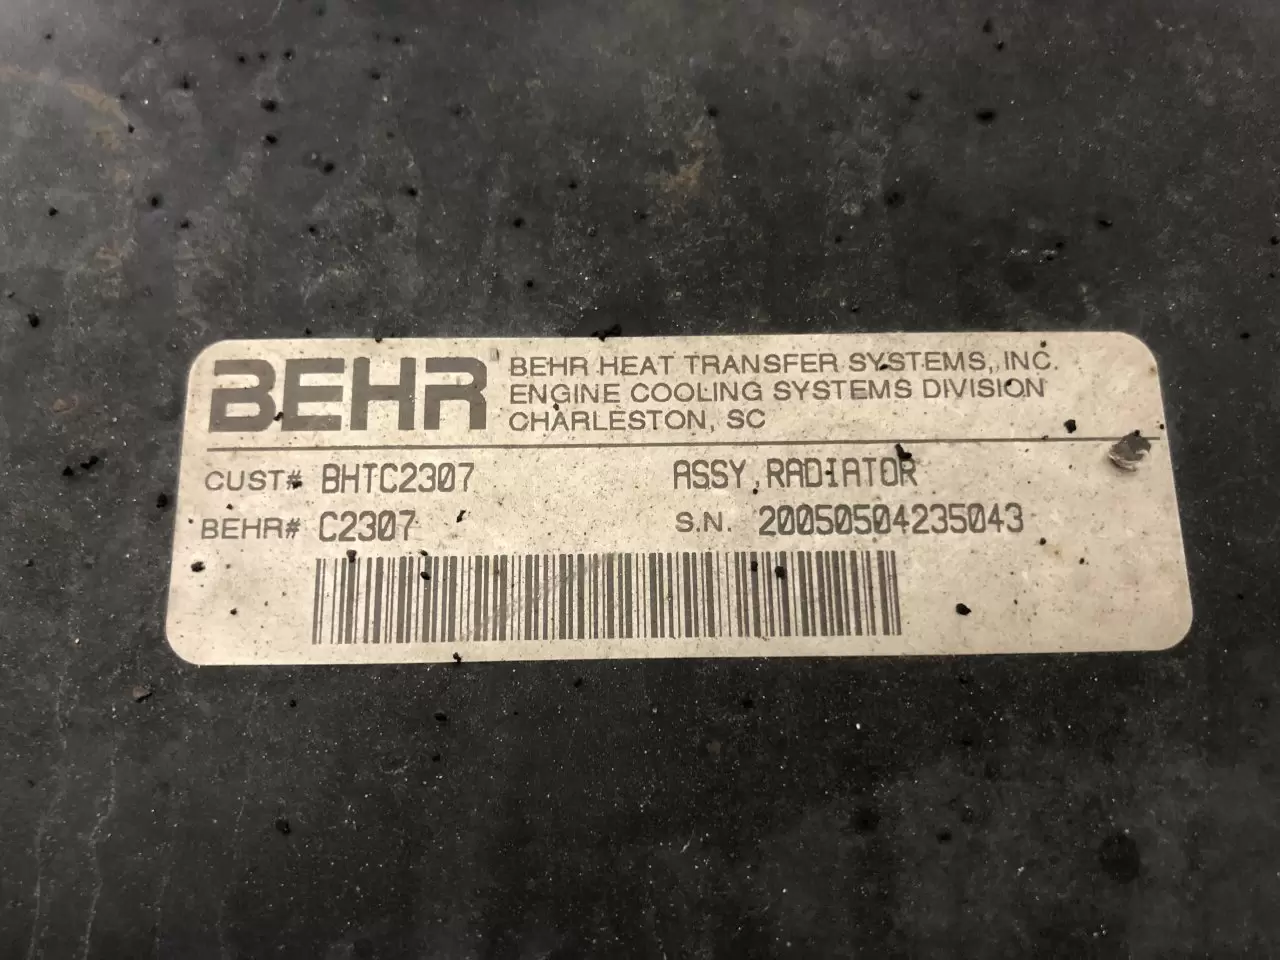 BEHR
BEHR HEAT TRANSFER SYSTEMS, INC.
ENGINE COOLING SYSTEMS DIVISION
CHARLESTON, SC
CUST# BHTC2307 ASSY,RADIATOR
BEHR# C2307 S.N. 20050504235043